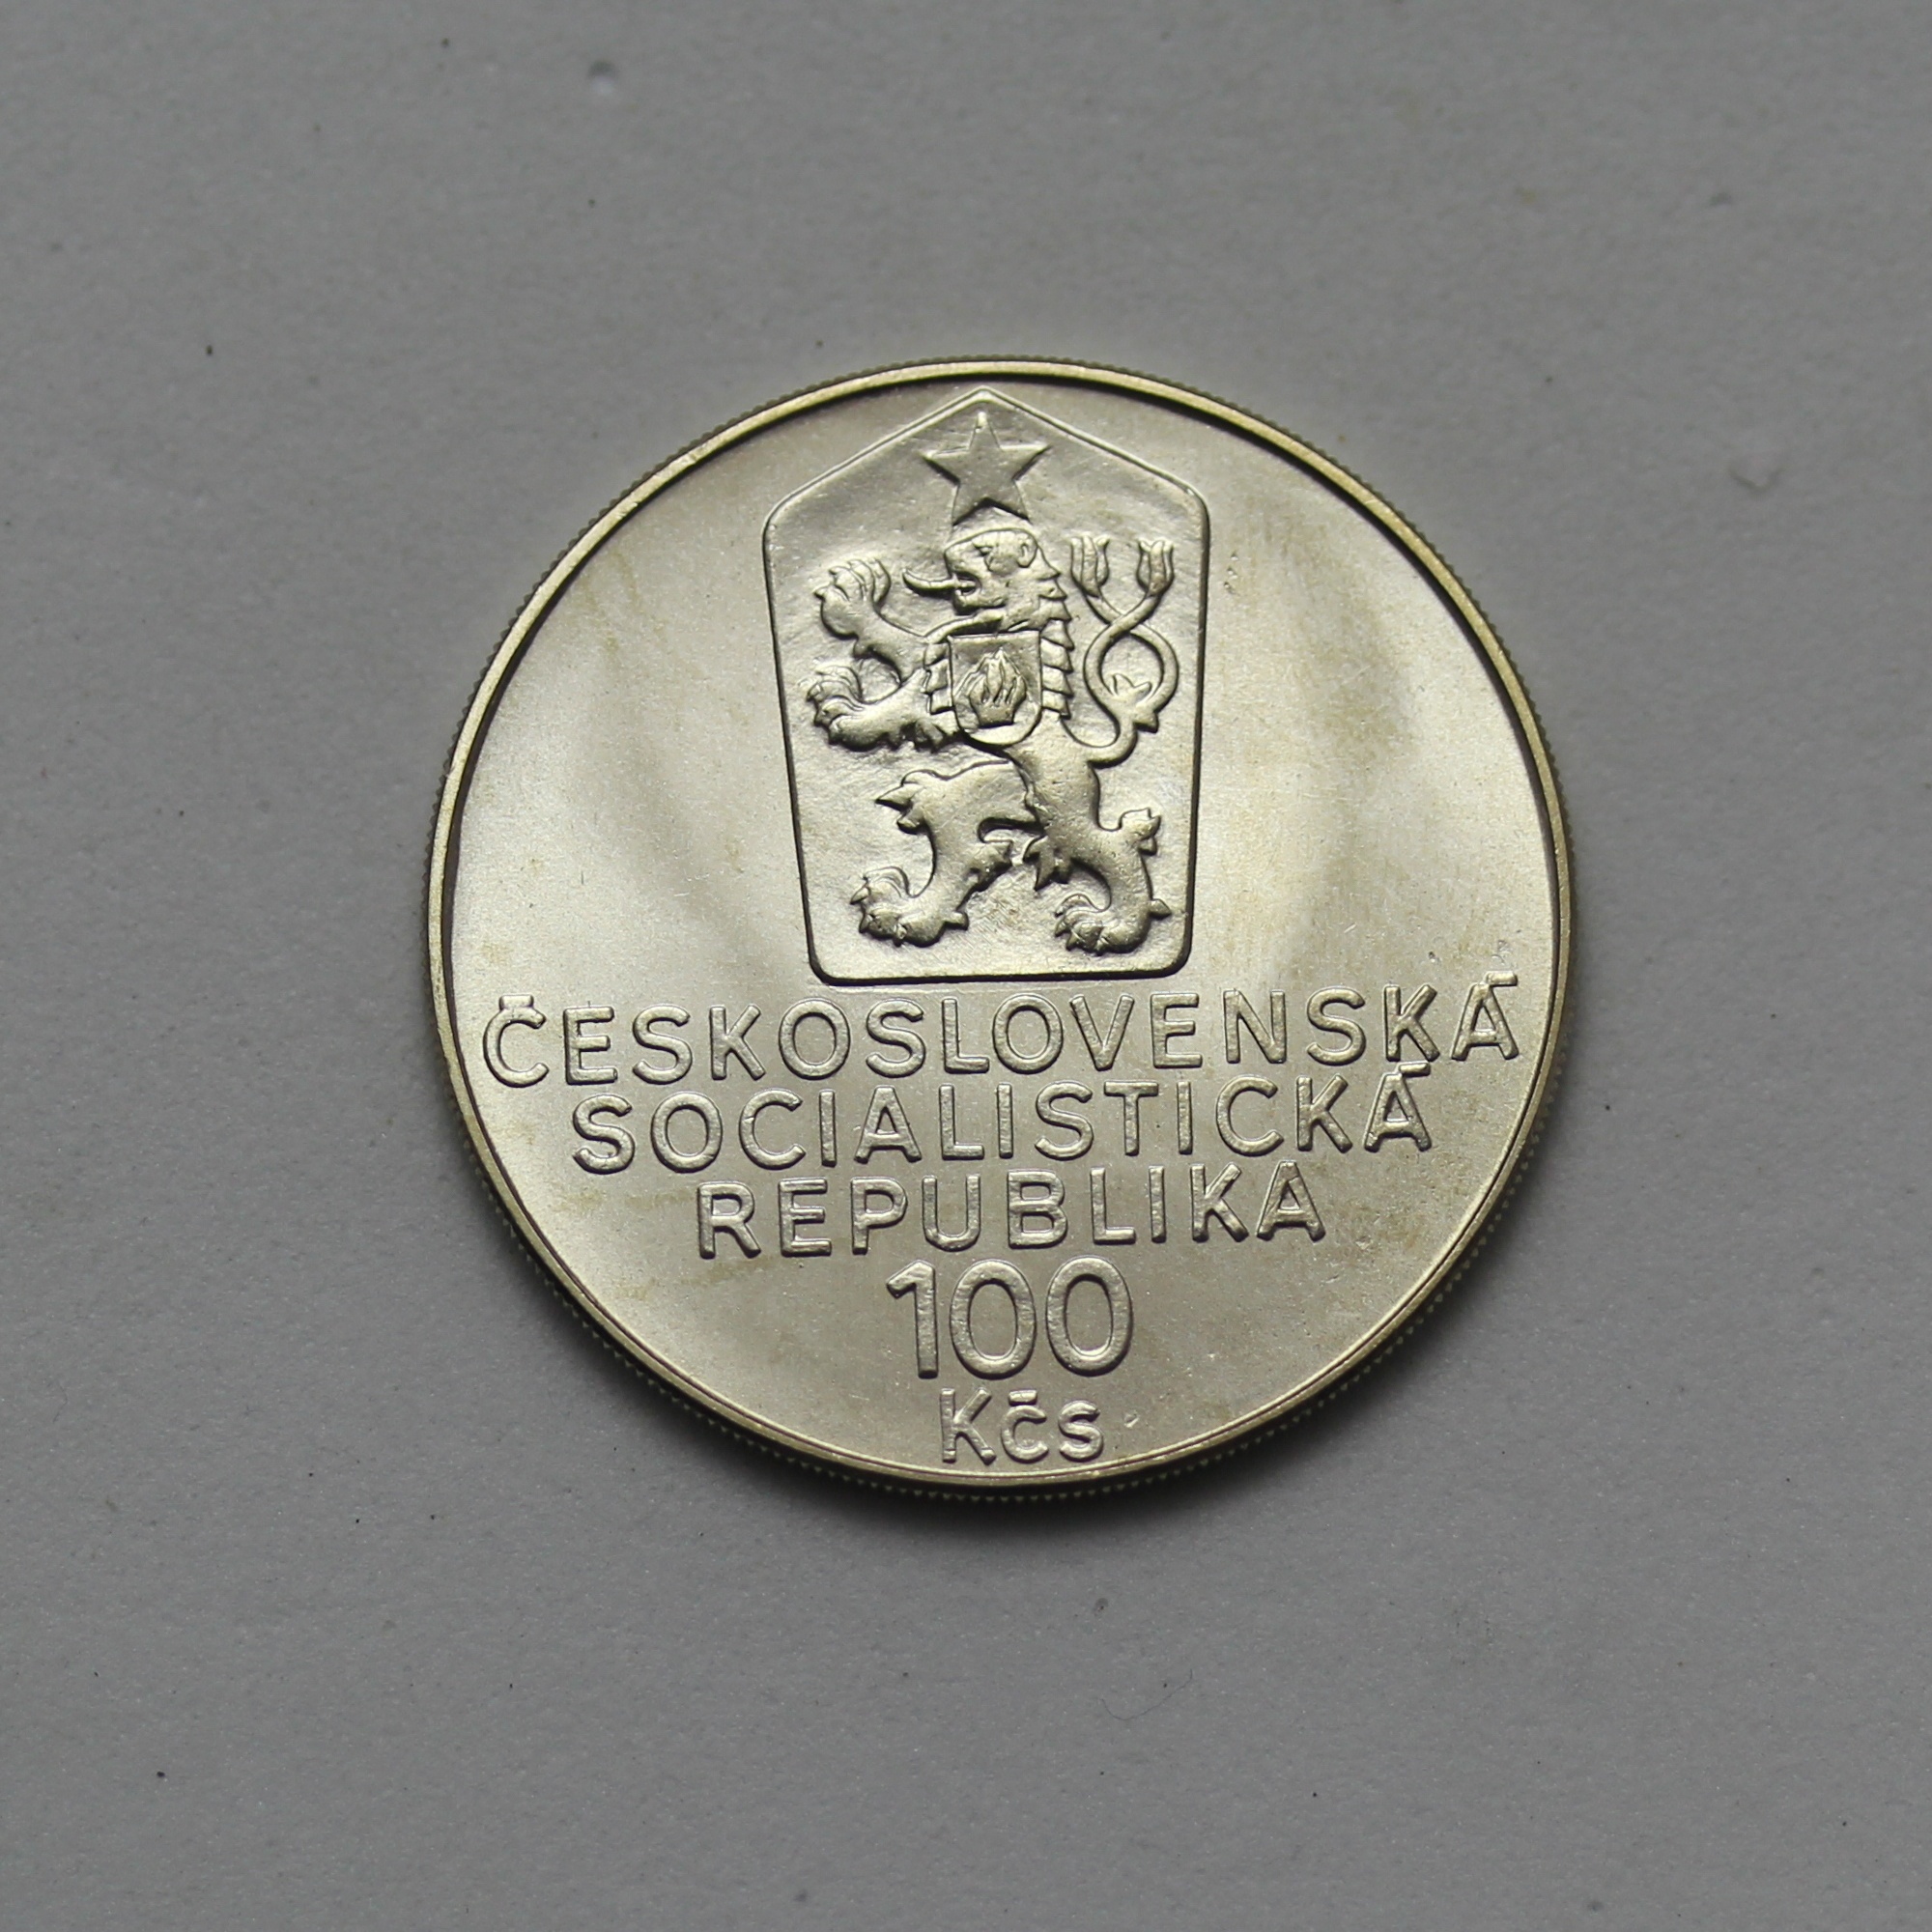 ČESKOSLOVENSKÁ
SOCIALISTICKÁ
REPUBLIKA
100
Kčs